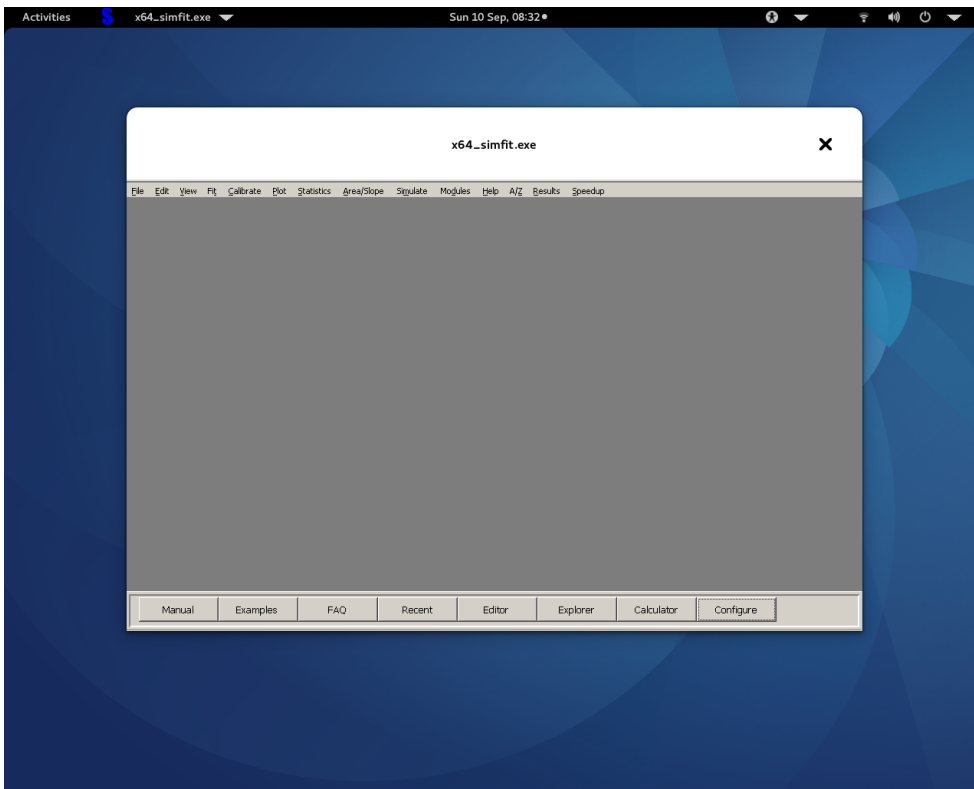 Activities S x64_simfit.exe Sun 10 Sep, 08:32
x64_simfit.exe
File Edit View Fit Calibrate Plot Statistics Area/Slope Simulate Modules Help A/Z Results Speedup
Manual Examples FAQ Recent Editor Explorer Calculator Configure